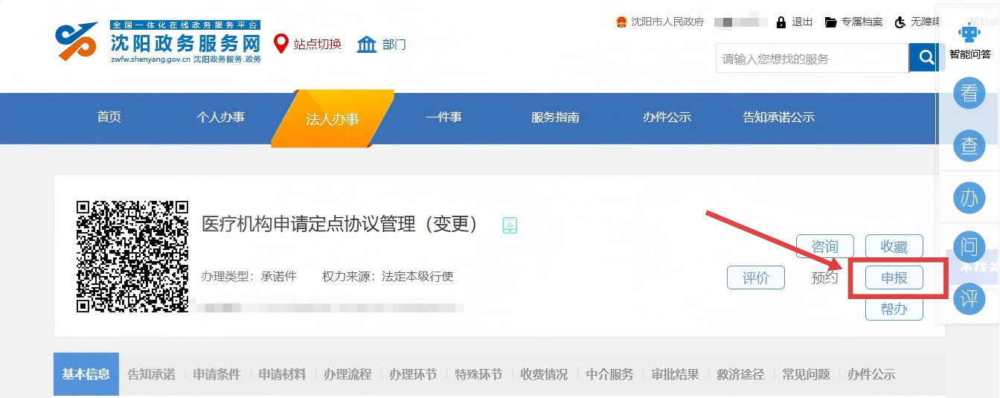 全国一体化在线政务服务平台
沈阳政务服务网
zwfw.shenyang.gov.cn 沈阳政务服务.政务
站点切换
部门
沈阳市人民政府
退出
专属档案
无障碍
帮助指
请输入您想找的服务
智能问答
首页
个人办事
法人办事
一件事
服务指南
办件公示
告知承诺公示
看
查
办
问
评
医疗机构申请定点协议管理（变更）
办理类型：承诺件 权力来源：法定本级行使
咨询
收藏
评价
预约
申报
帮办
基本信息
告知承诺
申请条件
申请材料
办理流程
办理环节
特殊环节
收费情况
中介服务
审批结果
救济途径
常见问题
办件公示